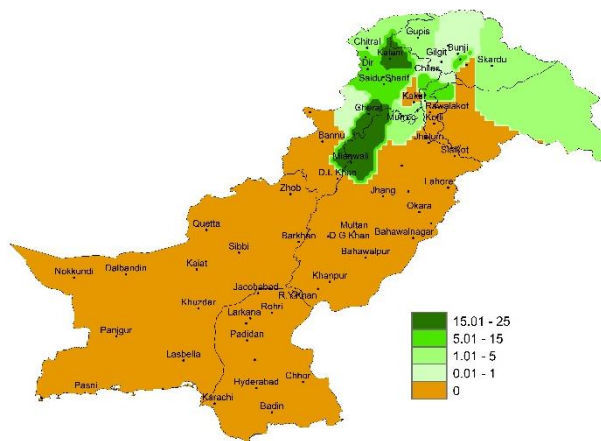 Gupis
Chitral
Bunji
Gilgit
Kalam
Skardu
Dir
Chilas
Saidu Sherif
Kakul
Rawalakot
Cherat
Murree
Kotli
Jhelum
Bannu
Sialkot
Mianwali
D.I. Khan
Lahore
Zhob
Jhang
Okara
Quetta
Multan
Barkhan
D.G Khan
Bahawalnagar
Sibbi
Bahawalpur
Kalat
Dalbandin
Nokkundi
Khanpur
Jacobabad
R.Y.Khan
Khuzdar
Rohri
Larkana
15.01 - 25
Panjgur
Padidan
5.01 - 15
1.01 - 5
Lasbella
0.01 - 1
Pasni
Hyderabad
Chhor
0
Karachi
Badin